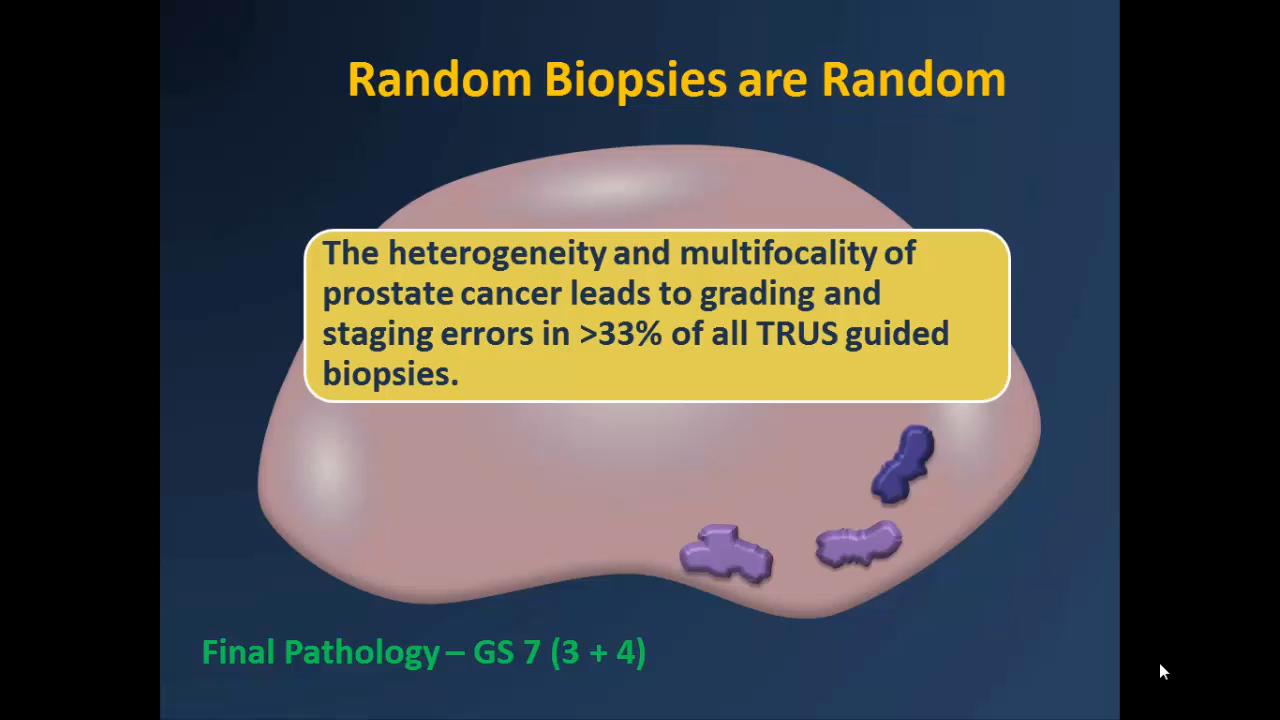 Random Biopsies are Random
The heterogeneity and multifocality of
prostate cancer leads to grading and
staging errors in >33% of all TRUS guided
biopsies.
Final Pathology – GS 7 (3 + 4)